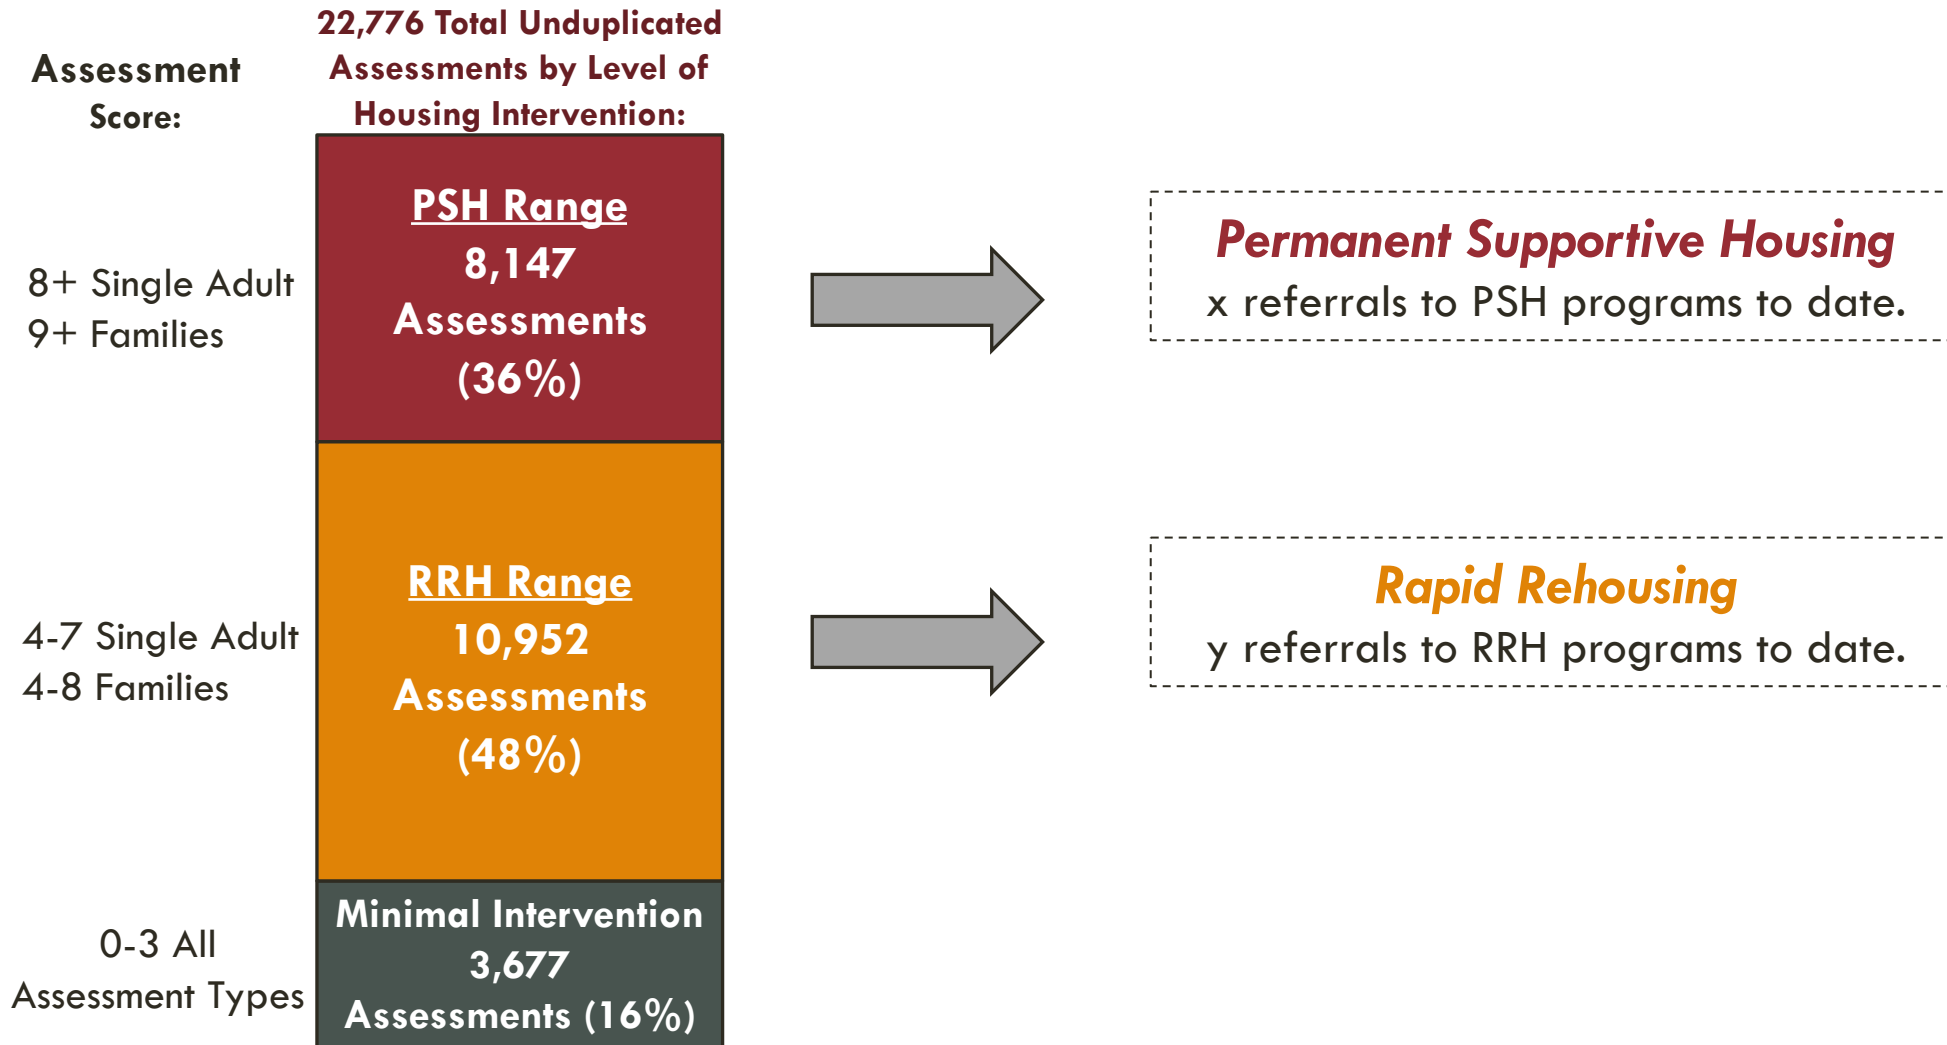 Assessment
Score:
22,776 Total Unduplicated
Assessments by Level of
Housing Intervention:
8+ Single Adult
9+ Families
PSH Range
8,147
Assessments
(36%)
Permanent Supportive Housing
x referrals to PSH programs to date.
4-7 Single Adult
4-8 Families
RRH Range
10,952
Assessments
(48%)
Rapid Rehousing
y referrals to RRH programs to date.
0-3 All
Assessment Types
Minimal Intervention
3,677
Assessments (16%)